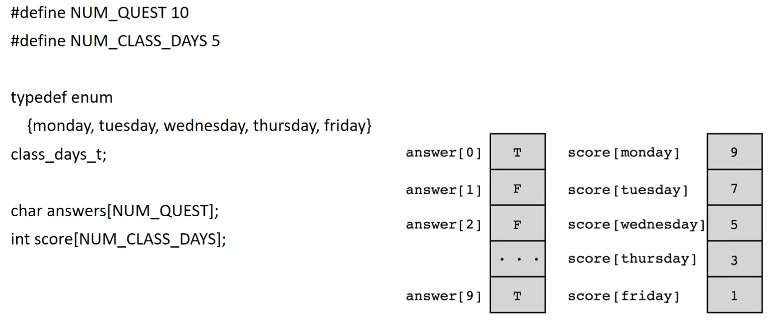 #define NUM_QUEST 10
#define NUM_CLASS_DAYS 5
typedef enum
{monday, tuesday, wednesday, thursday, friday}
class_days_t;
char answers[NUM_QUEST];
int score[NUM_CLASS_DAYS];
answer[0] T score[monday] 9
answer[1] F score[tuesday] 7
answer[2] F score[wednesday] 5
. . . score[thursday] 3
answer[9] T score[friday] 1